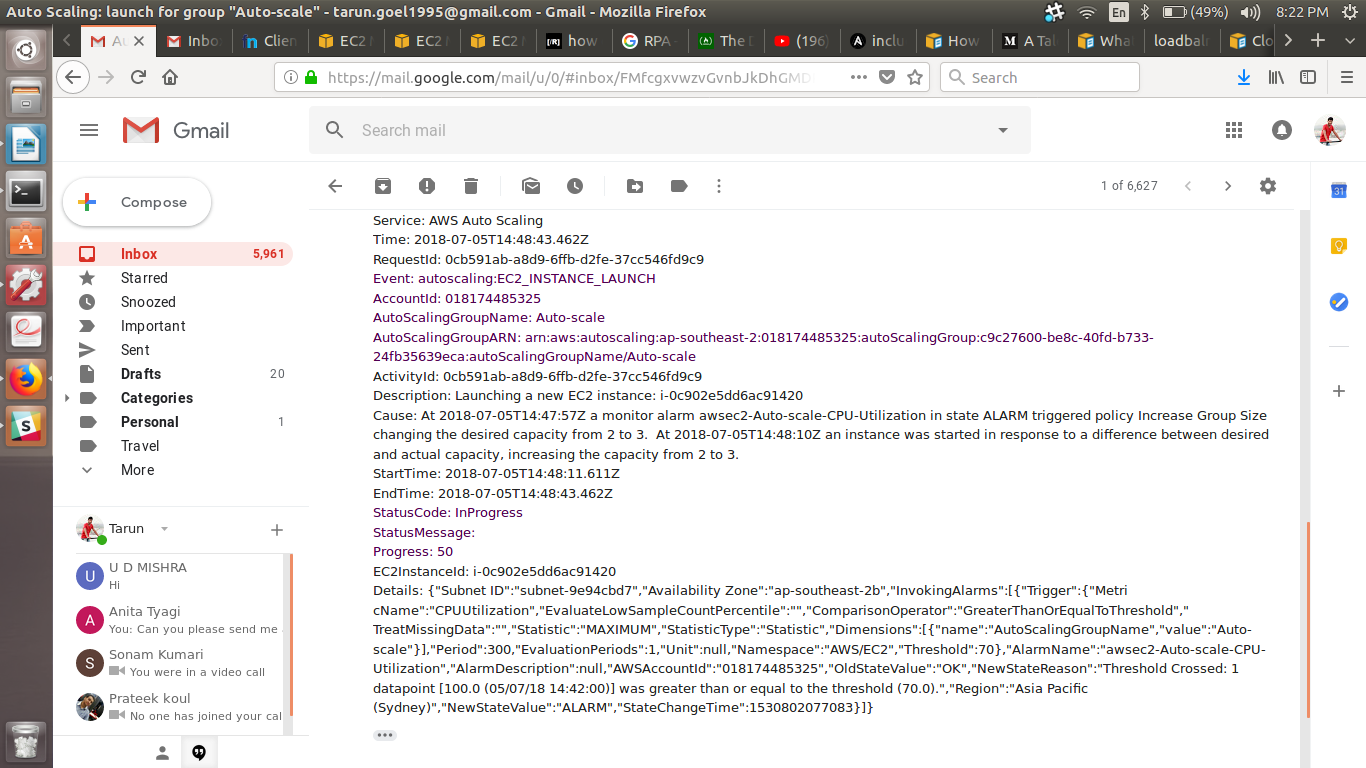 Auto Scaling: launch for group "Auto-scale" - tarun.goel1995@gmail.com - Gmail - Mozilla Firefox
En
(49%)
8:22 PM
Inbo
Clien
EC2
EC2
EC2
how
RPA
The D
(196)
inclu
How
A Tal
What
loadbaln
Clo
https://mail.google.com/mail/u/0/#inbox/FMfcgxvwzvGvnbJkDhGMD
Search
Gmail
Search mail
Compose
1 of 6,627
Inbox 5,961
Starred
Snoozed
Important
Sent
Drafts 20
Categories
Personal 1
Travel
More
Service: AWS Auto Scaling
Time: 2018-07-05T14:48:43.462Z
RequestId: 0cb591ab-a8d9-6ffb-d2fe-37cc546fd9c9
Event: autoscaling:EC2_INSTANCE_LAUNCH
AccountId: 018174485325
AutoScalingGroupName: Auto-scale
AutoScalingGroupARN: arn:aws:autoscaling:ap-southeast-2:018174485325:autoScalingGroup:c9c27600-be8c-40fd-b733-
24fb35639eca:autoScalingGroupName/Auto-scale
ActivityId: 0cb591ab-a8d9-6ffb-d2fe-37cc546fd9c9
Description: Launching a new EC2 instance: i-0c902e5dd6ac91420
Cause: At 2018-07-05T14:47:57Z a monitor alarm awsec2-Auto-scale-CPU-Utilization in state ALARM triggered policy Increase Group Size
changing the desired capacity from 2 to 3.  At 2018-07-05T14:48:10Z an instance was started in response to a difference between desired
and actual capacity, increasing the capacity from 2 to 3.
StartTime: 2018-07-05T14:48:11.611Z
EndTime: 2018-07-05T14:48:43.462Z
StatusCode: InProgress
StatusMessage:
Progress: 50
EC2InstanceId: i-0c902e5dd6ac91420
Details: {"Subnet ID":"subnet-9e94cbd7","Availability Zone":"ap-southeast-2b","InvokingAlarms":[{"Trigger":{"Metri
cName":"CPUUtilization","EvaluateLowSampleCountPercentile":"","ComparisonOperator":"GreaterThanOrEqualToThreshold","
TreatMissingData":"","Statistic":"MAXIMUM","StatisticType":"Statistic","Dimensions":[{"name":"AutoScalingGroupName","value":"Auto-
scale"}],"Period":300,"EvaluationPeriods":1,"Unit":null,"Namespace":"AWS/EC2","Threshold":70},"AlarmName":"awsec2-Auto-scale-CPU-
Utilization","AlarmDescription":null,"AWSAccountId":"018174485325","OldStateValue":"OK","NewStateReason":"Threshold Crossed: 1
datapoint [100.0 (05/07/18 14:42:00)] was greater than or equal to the threshold (70.0).","Region":"Asia Pacific
(Sydney)","NewStateValue":"ALARM","StateChangeTime":1530802077083}]}
Tarun
U
U D MISHRA
Hi
A
Anita Tyagi
You: Can you please send me
S
Sonam Kumari
You were in a video call
Prateek koul
No one has joined your cal
31